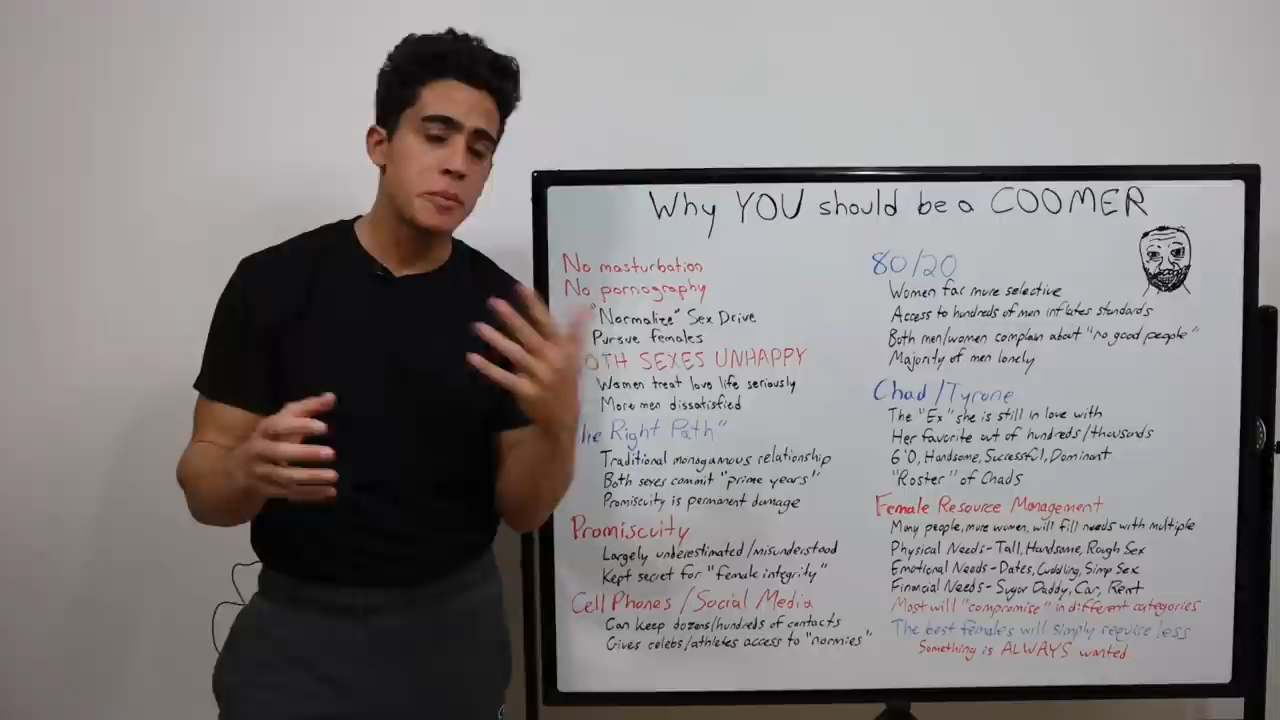 Why YOU should be a COOMER
No masturbation
No pornography
"Normalize" Sex Drive
Pursue females
OTH SEXES UNHAPPY
Women treat love life seriously
More men dissatisfied
he Right Path"
Traditional monogamous relationship
Both sexes commit "prime years"
Promiscuity is permanent damage
Promiscuity
Largely underestimated/misunderstood
Kept secret for "female integrity"
Cell Phones / Social Media
Can keep dozens/hundreds of contacts
Gives celebs/athletes access to "normies"
80/20
Women far more selective
Access to hundreds of men inflates standards
Both men/women complain about "no good people"
Majority of men lonely
Chad/Tyrone
The "Ex" she is still in love with
Her favorite out of hundreds/thousands
6'0, Handsome, Successful, Dominant
"Roster" of Chads
Female Resource Management
Many people, more women, will fill needs with multiple
Physical Needs - Tall, Handsome, Rough Sex
Emotional Needs - Dates, Cuddling, Simp Sex
Financial Needs - Sugar Daddy, Car, Rent
Most will "compromise" in different categories
The best females will simply require less
Something is ALWAYS wanted